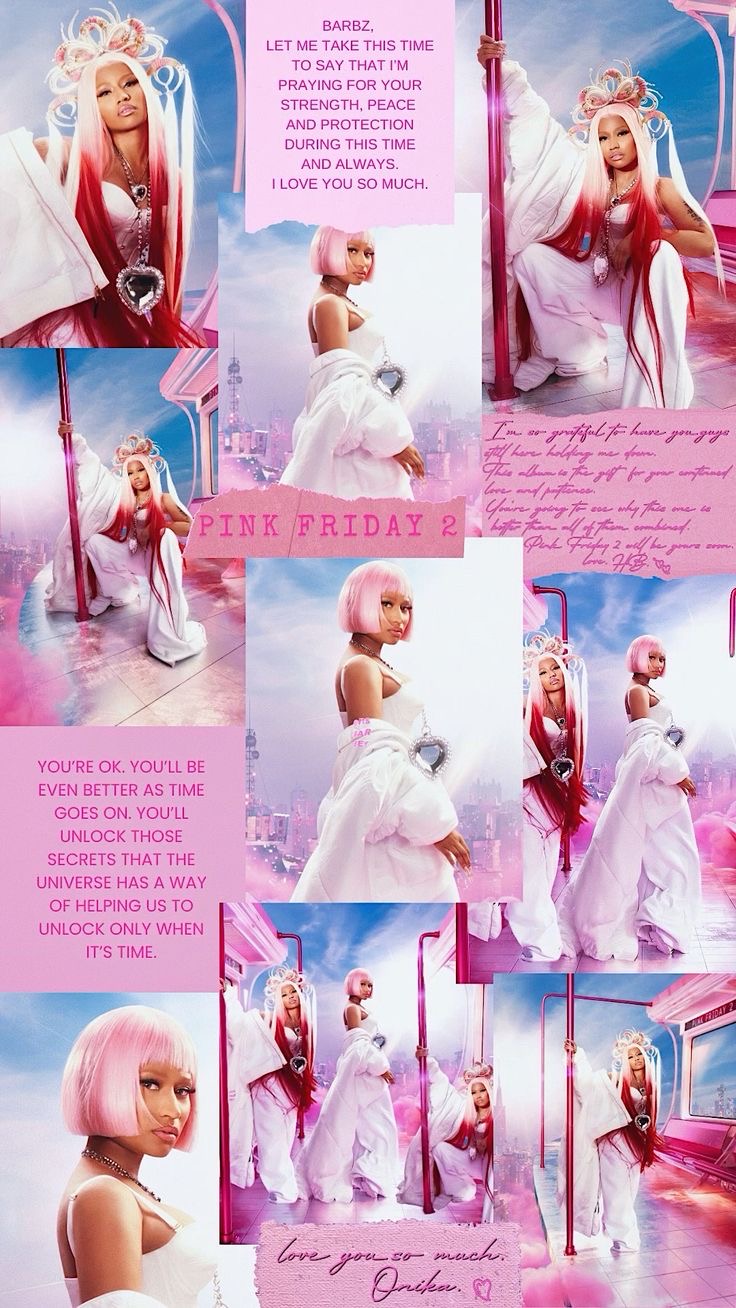 BARBZ,
LET ME TAKE THIS TIME
TO SAY THAT I'M
PRAYING FOR YOUR
STRENGTH, PEACE
AND PROTECTION
DURING THIS TIME
AND ALWAYS.
I LOVE YOU SO MUCH.
I'm so grateful to have you guys
still here holding me down.
This album is the gift for your continued
love and patience.
You're going to see why this one is
hotter than all of them combined.
Pink Friday 2 will be yours soon.
love. HB
PINK FRIDAY 2
YOU'RE OK. YOU'LL BE
EVEN BETTER AS TIME
GOES ON. YOU'LL
UNLOCK THOSE
SECRETS THAT THE
UNIVERSE HAS A WAY
OF HELPING US TO
UNLOCK ONLY WHEN
IT'S TIME.
PINK FRIDAY 2
love you so much.
Onika.